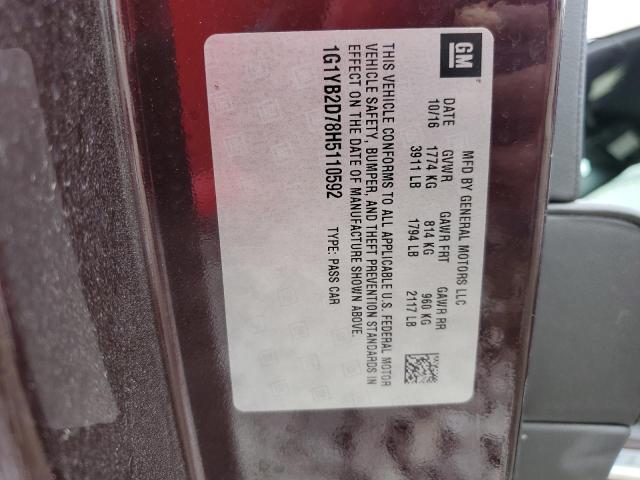 GM
MFD BY GENERAL MOTORS LLC
DATE GVWR GAWR FRT GAWR RR
10/16 1774 KG 814 KG 960 KG
3911 LB 1794 LB 2117 LB
THIS VEHICLE CONFORMS TO ALL APPLICABLE U.S. FEDERAL MOTOR
VEHICLE SAFETY, BUMPER, AND THEFT PREVENTION STANDARDS IN
EFFECT ON THE DATE OF MANUFACTURE SHOWN ABOVE.
1G1YB2D78H5110592 TYPE: PASS CAR